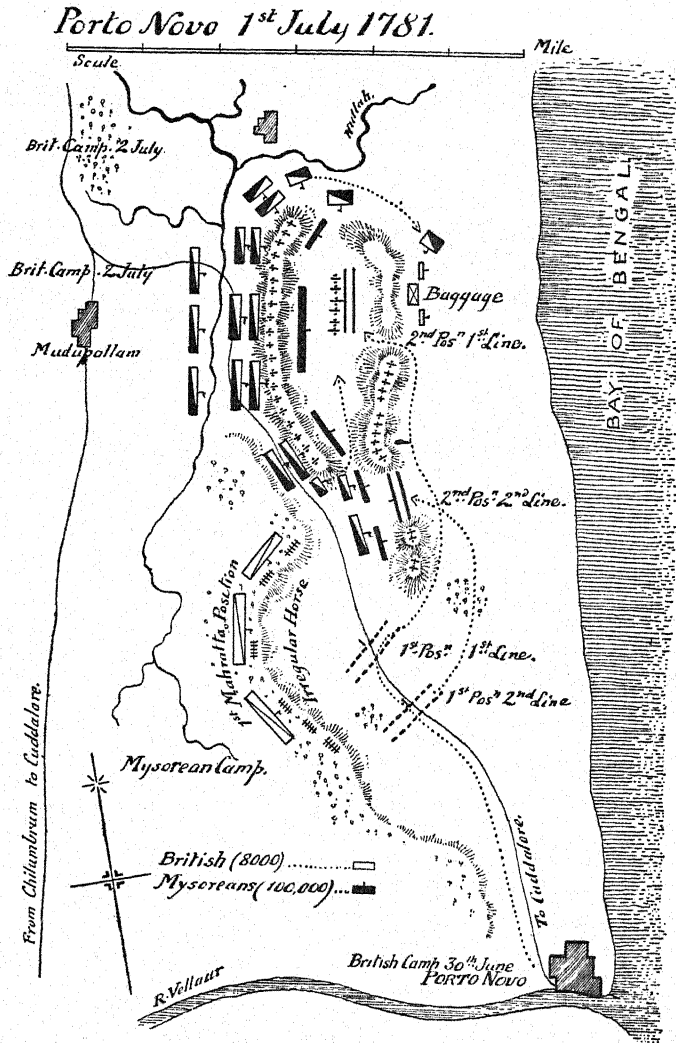 Porto Novo 1st July, 1781.
Scale
Mile
Brit. Camp. 2 July.
Wallah.
Brit. Camp. 2 July
Mudupollam
Baggage
2nd Posn 1st Line.
BAY OF BENGAL
2nd Posn 2nd Line.
1st Mahratta Position
Irregular Horse
1st Posn 1st Line.
1st Posn 2nd Line
Mysorean Camp.
From Chillambrum to Cuddalore.
To Cuddalore.
British (8000)
Mysoreans (100,000)
British Camp 30th June
PORTO NOVO
R. Vellaur